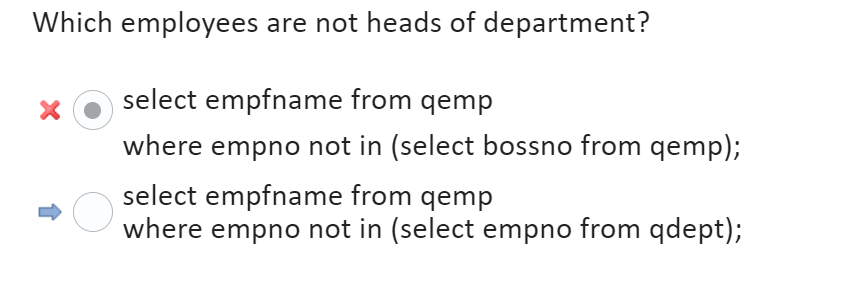 Which employees are not heads of department?
select empfname from qemp
where empno not in (select bossno from qemp);
select empfname from qemp
where empno not in (select empno from qdept);